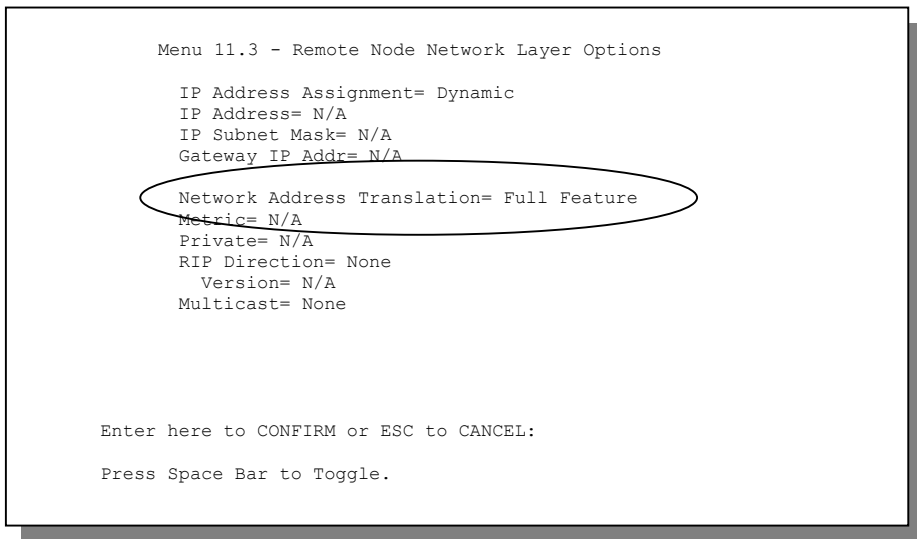 Menu 11.3 - Remote Node Network Layer Options
IP Address Assignment= Dynamic
IP Address= N/A
IP Subnet Mask= N/A
Gateway IP Addr= N/A
Network Address Translation= Full Feature
Metric= N/A
Private= N/A
RIP Direction= None
Version= N/A
Multicast= None
Enter here to CONFIRM or ESC to CANCEL:
Press Space Bar to Toggle.